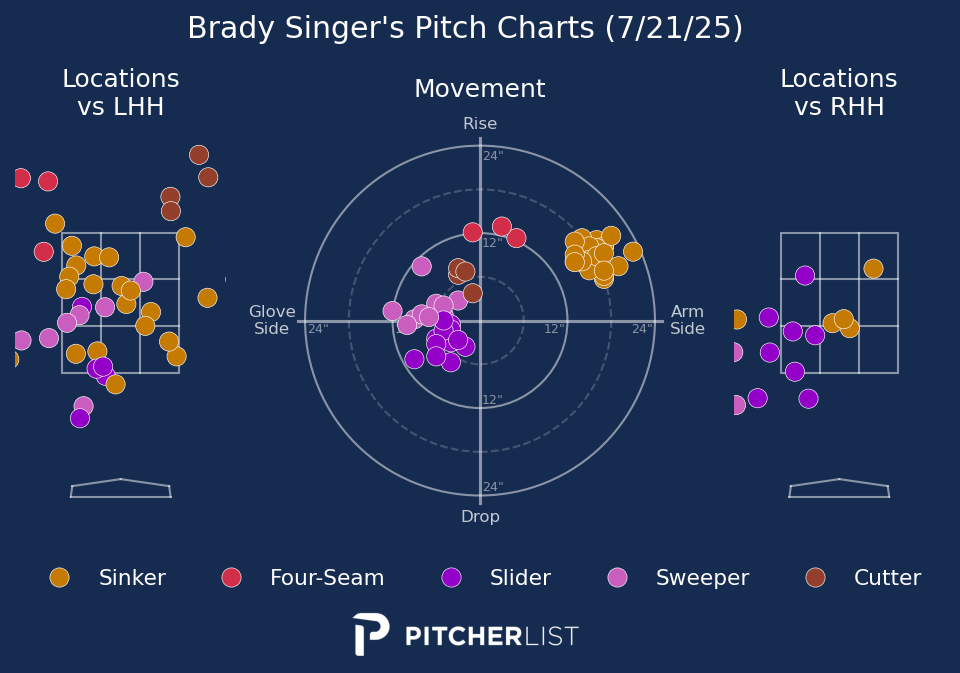 Brady Singer's Pitch Charts (7/21/25)
Locations
vs LHH
Movement
Locations
vs RHH
Rise
24"
12"
Glove
Side
24"
12"
24"
Arm
Side
12"
24"
Drop
Sinker
Four-Seam
Slider
Sweeper
Cutter
PITCHERLIST